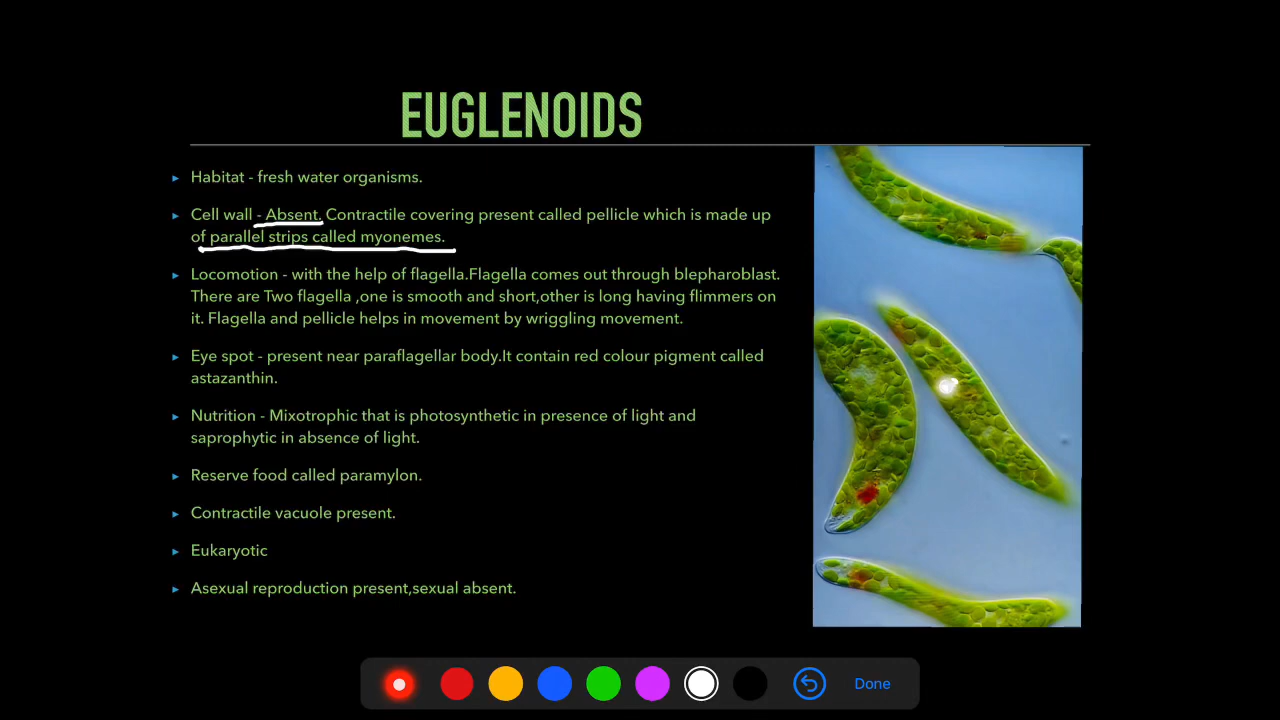 EUGLENOIDS
Habitat - fresh water organisms.
Cell wall - Absent. Contractile covering present called pellicle which is made up
of parallel strips called myonemes.
Locomotion - with the help of flagella.Flagella comes out through blepharoblast.
There are Two flagella ,one is smooth and short,other is long having flimmers on
it. Flagella and pellicle helps in movement by wriggling movement.
Eye spot - present near paraflagellar body.It contain red colour pigment called
astazanthin.
Nutrition - Mixotrophic that is photosynthetic in presence of light and
saprophytic in absence of light.
Reserve food called paramylon.
Contractile vacuole present.
Eukaryotic
Asexual reproduction present,sexual absent.
Done